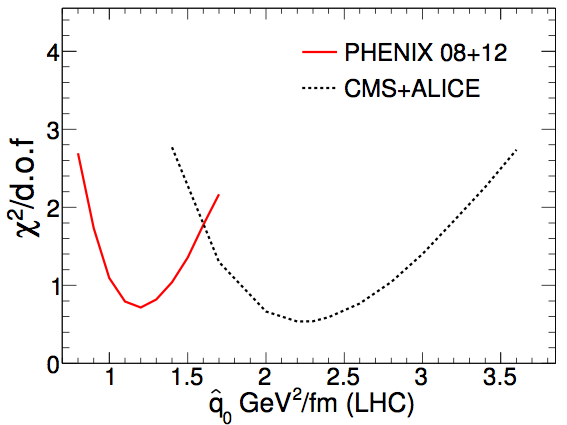 PHENIX 08+12
CMS+ALICE
χ²/d.o.f
4
3
2
1
0
1 1.5 2 2.5 3 3.5
q̂₀ GeV²/fm (LHC)